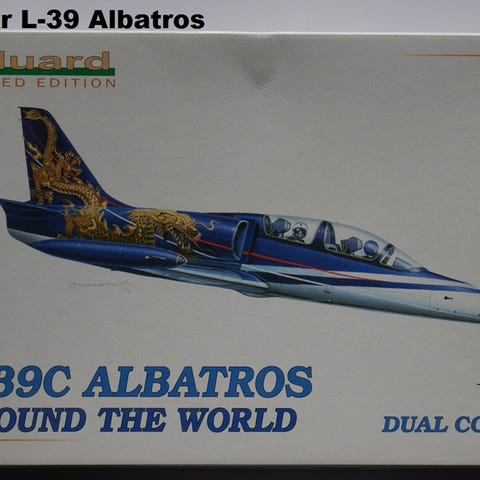 r L-39 Albatros
duard
ED EDITION
39C ALBATROS
OUND THE WORLD
DUAL CO